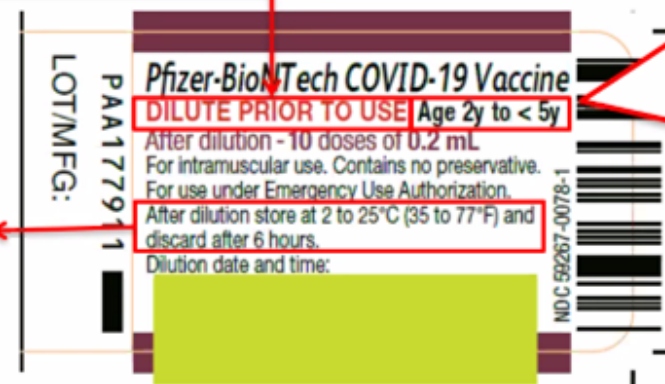 LOT/MFG:
PAA177911
Pfizer-BioNTech COVID-19 Vaccine
DILUTE PRIOR TO USE Age 2y to < 5y
After dilution - 10 doses of 0.2 mL
For intramuscular use. Contains no preservative.
For use under Emergency Use Authorization.
After dilution store at 2 to 25°C (35 to 77°F) and
discard after 6 hours.
Dilution date and time:
NDC 59267-0078-1